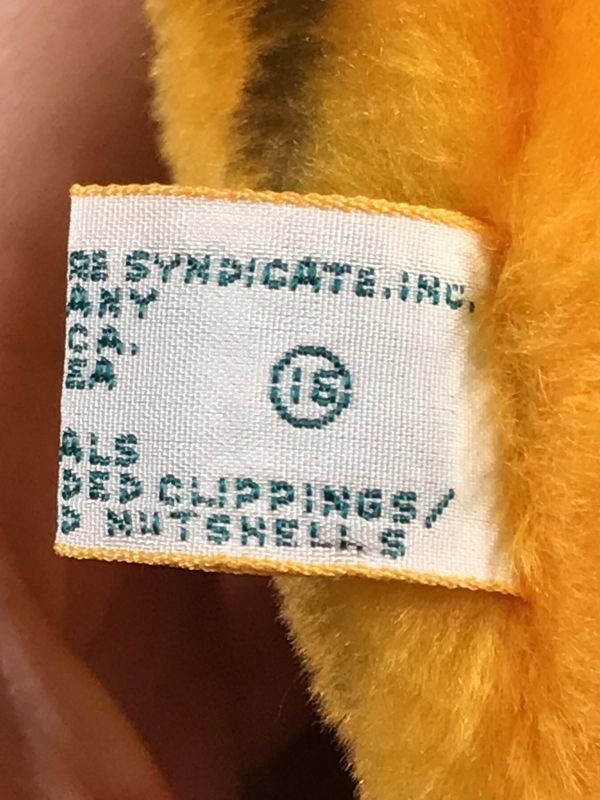 RE SYNDICATE, INC.
ANY
CA.
EA
16
ALS
DED CLIPPINGS/
D NUTSHELLS